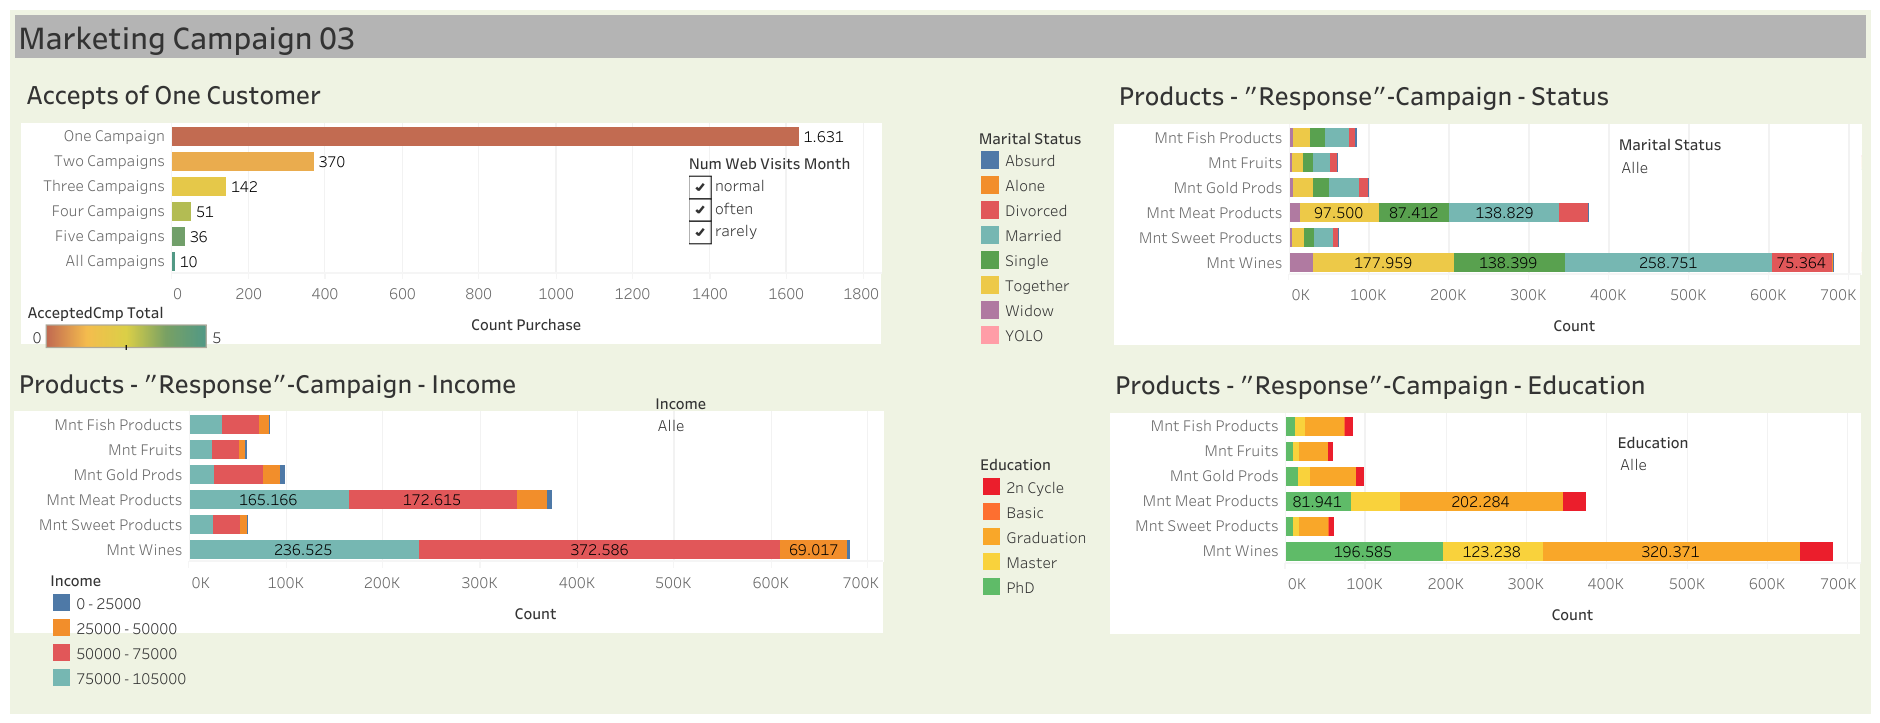 Marketing Campaign 03
Accepts of One Customer
One Campaign 1.631
Two Campaigns 370
Three Campaigns 142
Four Campaigns 51
Five Campaigns 36
All Campaigns 10
0 200 400 600 800 1000 1200 1400 1600 1800
Count Purchase
Num Web Visits Month
normal
often
rarely
AcceptedCmp Total
0 5
Marital Status
Absurd
Alone
Divorced
Married
Single
Together
Widow
YOLO
Products - "Response"-Campaign - Status
Mnt Fish Products
Mnt Fruits
Mnt Gold Prods
Mnt Meat Products 97.500 87.412 138.829
Mnt Sweet Products
Mnt Wines 177.959 138.399 258.751 75.364
0K 100K 200K 300K 400K 500K 600K 700K
Count
Marital Status
Alle
Products - "Response"-Campaign - Income
Income
Alle
Mnt Fish Products
Mnt Fruits
Mnt Gold Prods
Mnt Meat Products 165.166 172.615
Mnt Sweet Products
Mnt Wines 236.525 372.586 69.017
0K 100K 200K 300K 400K 500K 600K 700K
Count
Income
0 - 25000
25000 - 50000
50000 - 75000
75000 - 105000
Education
2n Cycle
Basic
Graduation
Master
PhD
Products - "Response"-Campaign - Education
Mnt Fish Products
Mnt Fruits
Mnt Gold Prods
Mnt Meat Products 81.941 202.284
Mnt Sweet Products
Mnt Wines 196.585 123.238 320.371
0K 100K 200K 300K 400K 500K 600K 700K
Count
Education
Alle